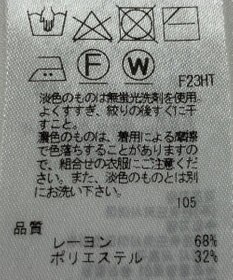 F W
F23HT
淡色のものは無蛍光洗剤を使用
よくすすぎ、絞りの後すぐに干
すこと。
濃色のものは、着用による摩擦
で色落ちすることがありますの
で、組合せの衣服にご注意くださ
い。また、淡色のものとは別に
お洗い下さい。
105
品質
レーヨン 68%
ポリエステル 32%